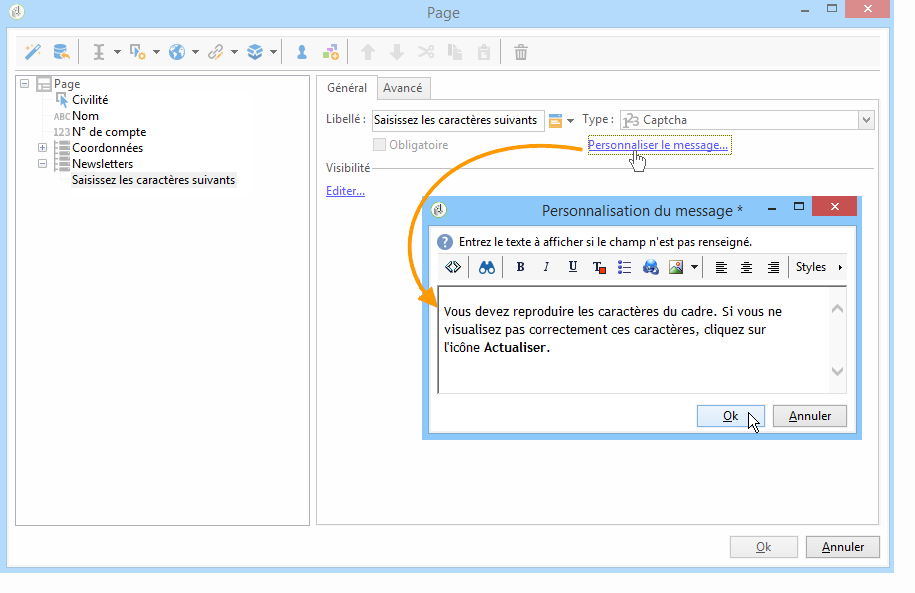 Page
Page
Civilité
ABC Nom
123 N° de compte
Coordonnées
Newsletters
Saisissez les caractères suivants
Général
Avancé
Libellé : Saisissez les caractères suivants Type : 123 Captcha
Obligatoire Personnaliser le message...
Visibilité
Editer...
Personnalisation du message *
Entrez le texte à afficher si le champ n'est pas renseigné.
B I U T Styles
Vous devez reproduire les caractères du cadre. Si vous ne
visualisez pas correctement ces caractères, cliquez sur
l'icône Actualiser.
Ok Annuler
Ok Annuler